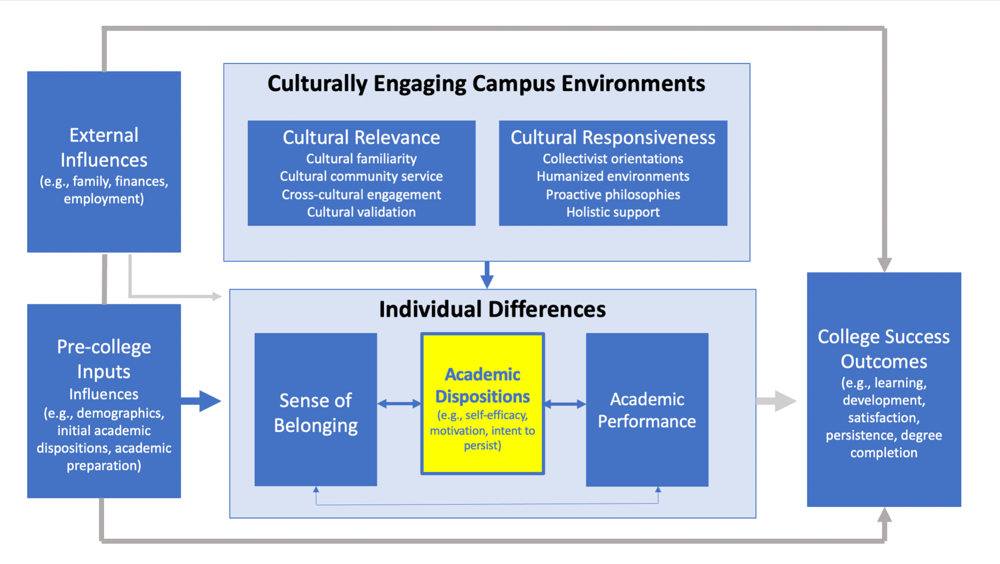 Culturally Engaging Campus Environments
External
Influences
(e.g., family, finances,
employment)
Cultural Relevance
Cultural familiarity
Cultural community service
Cross-cultural engagement
Cultural validation
Cultural Responsiveness
Collectivist orientations
Humanized environments
Proactive philosophies
Holistic support
Pre-college
Inputs
Influences
(e.g., demographics,
initial academic
dispositions, academic
preparation)
Individual Differences
Sense of
Belonging
Academic
Dispositions
(e.g., self-efficacy,
motivation, intent to
persist)
Academic
Performance
College Success
Outcomes
(e.g., learning,
development,
satisfaction,
persistence, degree
completion